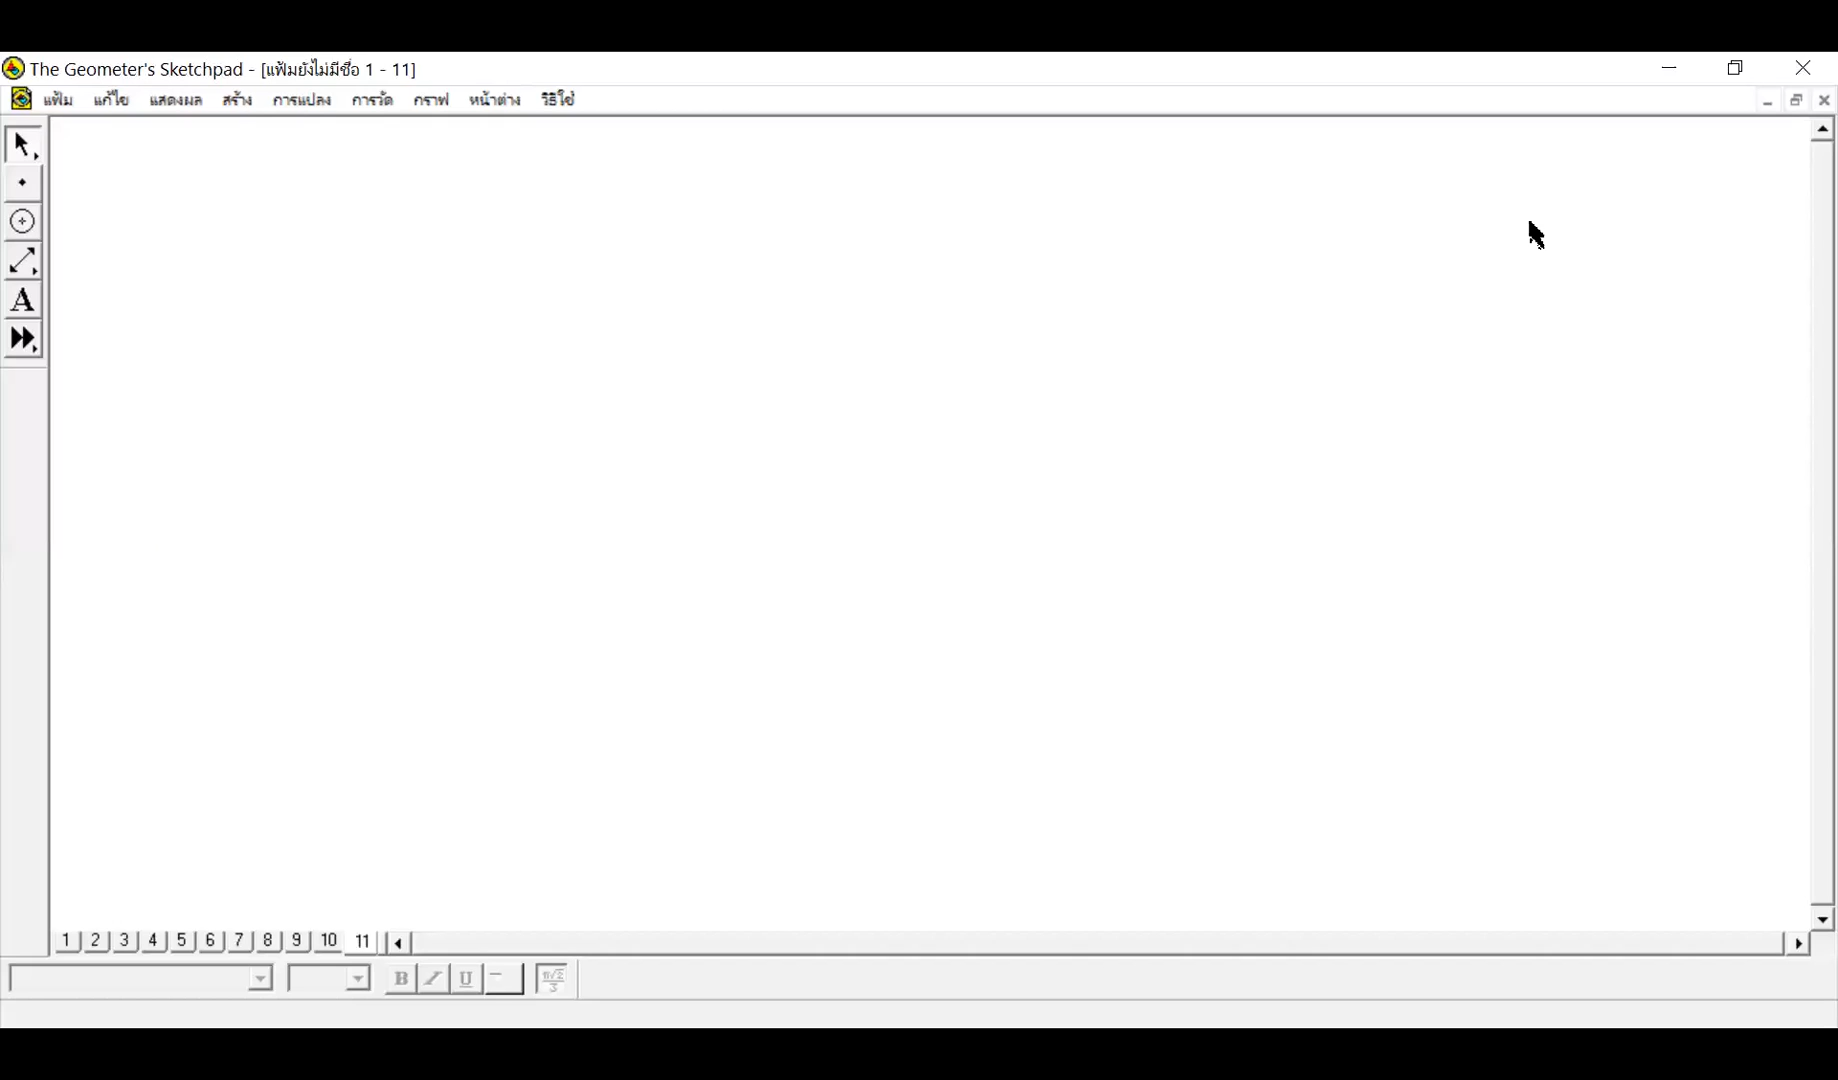 The Geometer's Sketchpad - [แฟ้มยังไม่มีชื่อ 1 - 11]
แฟ้ม แก้ไข แสดงผล สร้าง การแปลง การวัด กราฟ หน้าต่าง วิธีใช้
A
1 2 3 4 5 6 7 8 9 10 11
B I U